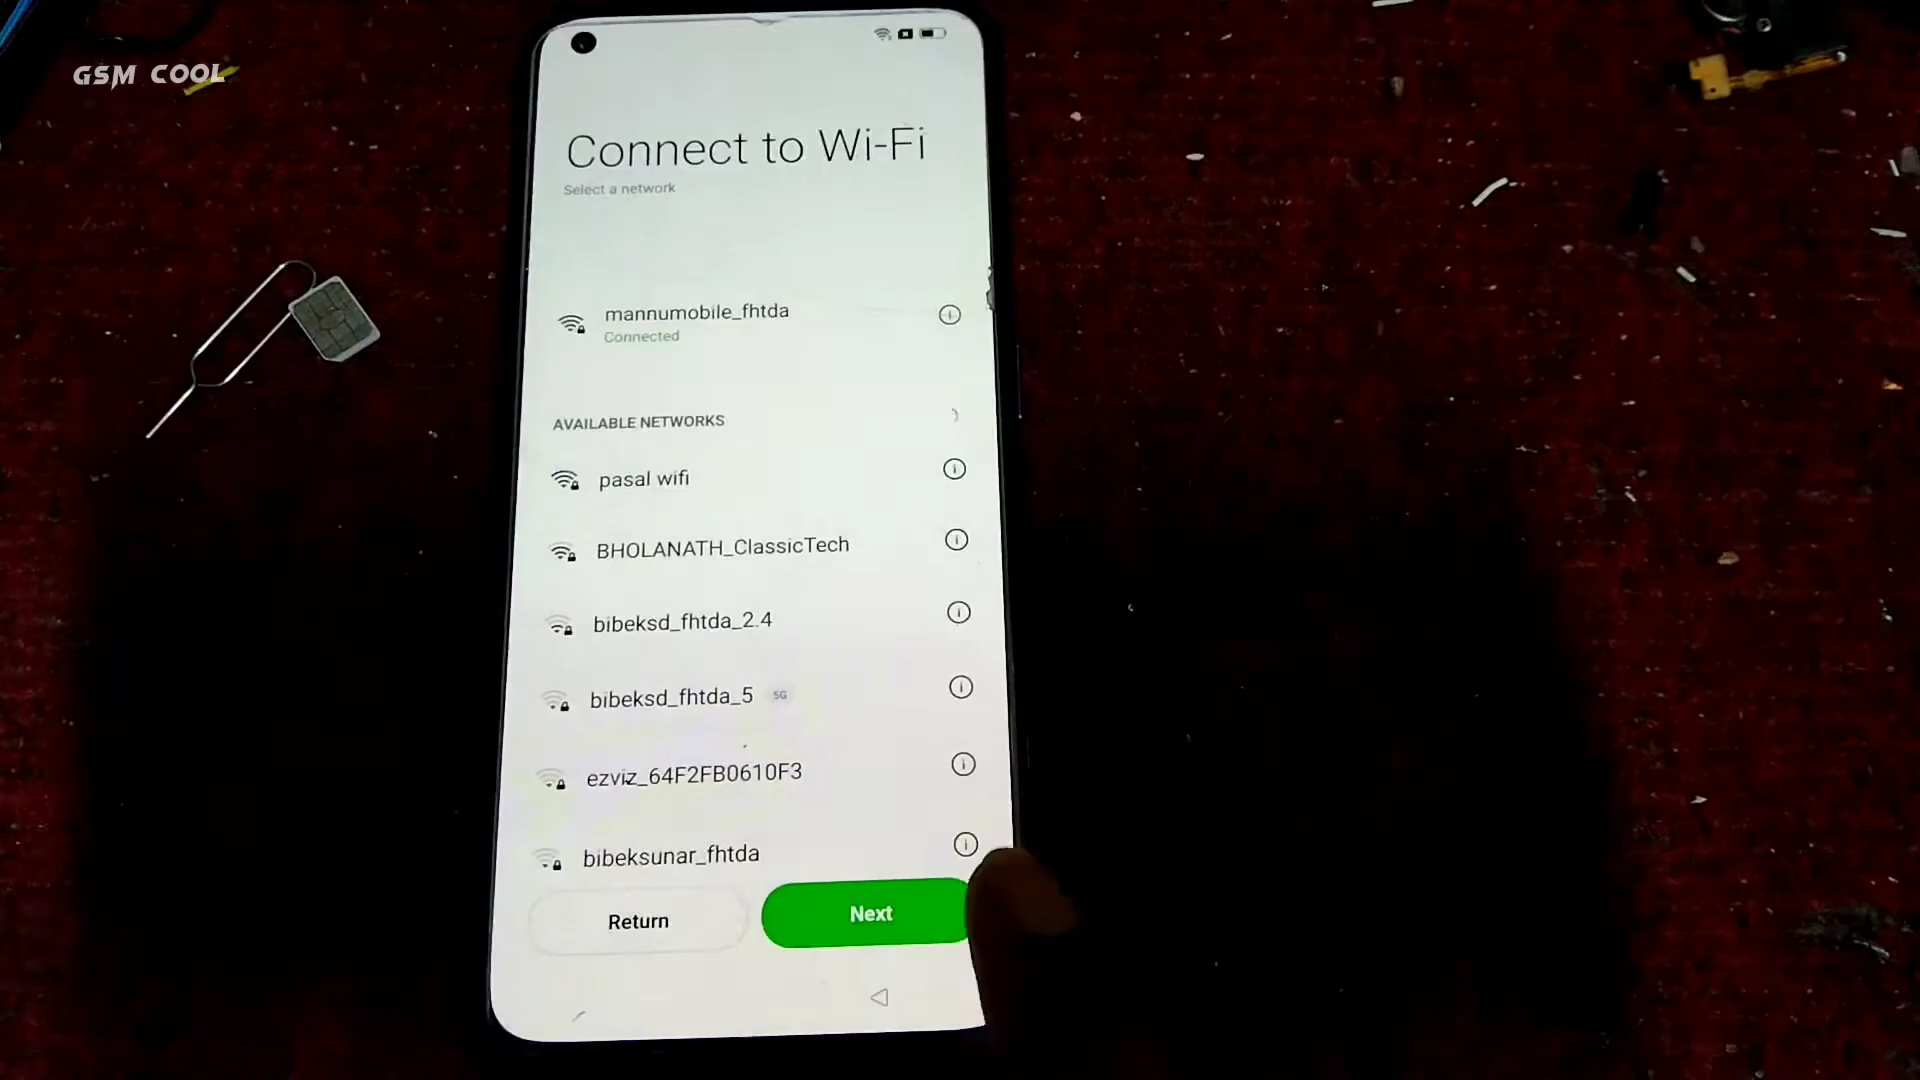 GSM COOL
Connect to Wi-Fi
Select a network
mannumobile_fhtda
Connected
AVAILABLE NETWORKS
pasal wifi
BHOLANATH_ClassicTech
bibeksd_fhtda_2.4
bibeksd_fhtda_5 5G
ezviz_64F2FB0610F3
bibeksunar_fhtda
Return
Next